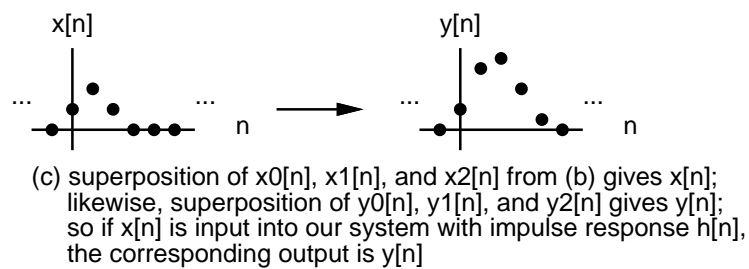 x[n] y[n]
... ... ... ...
n n
(c) superposition of x0[n], x1[n], and x2[n] from (b) gives x[n];
likewise, superposition of y0[n], y1[n], and y2[n] gives y[n];
so if x[n] is input into our system with impulse response h[n],
the corresponding output is y[n]